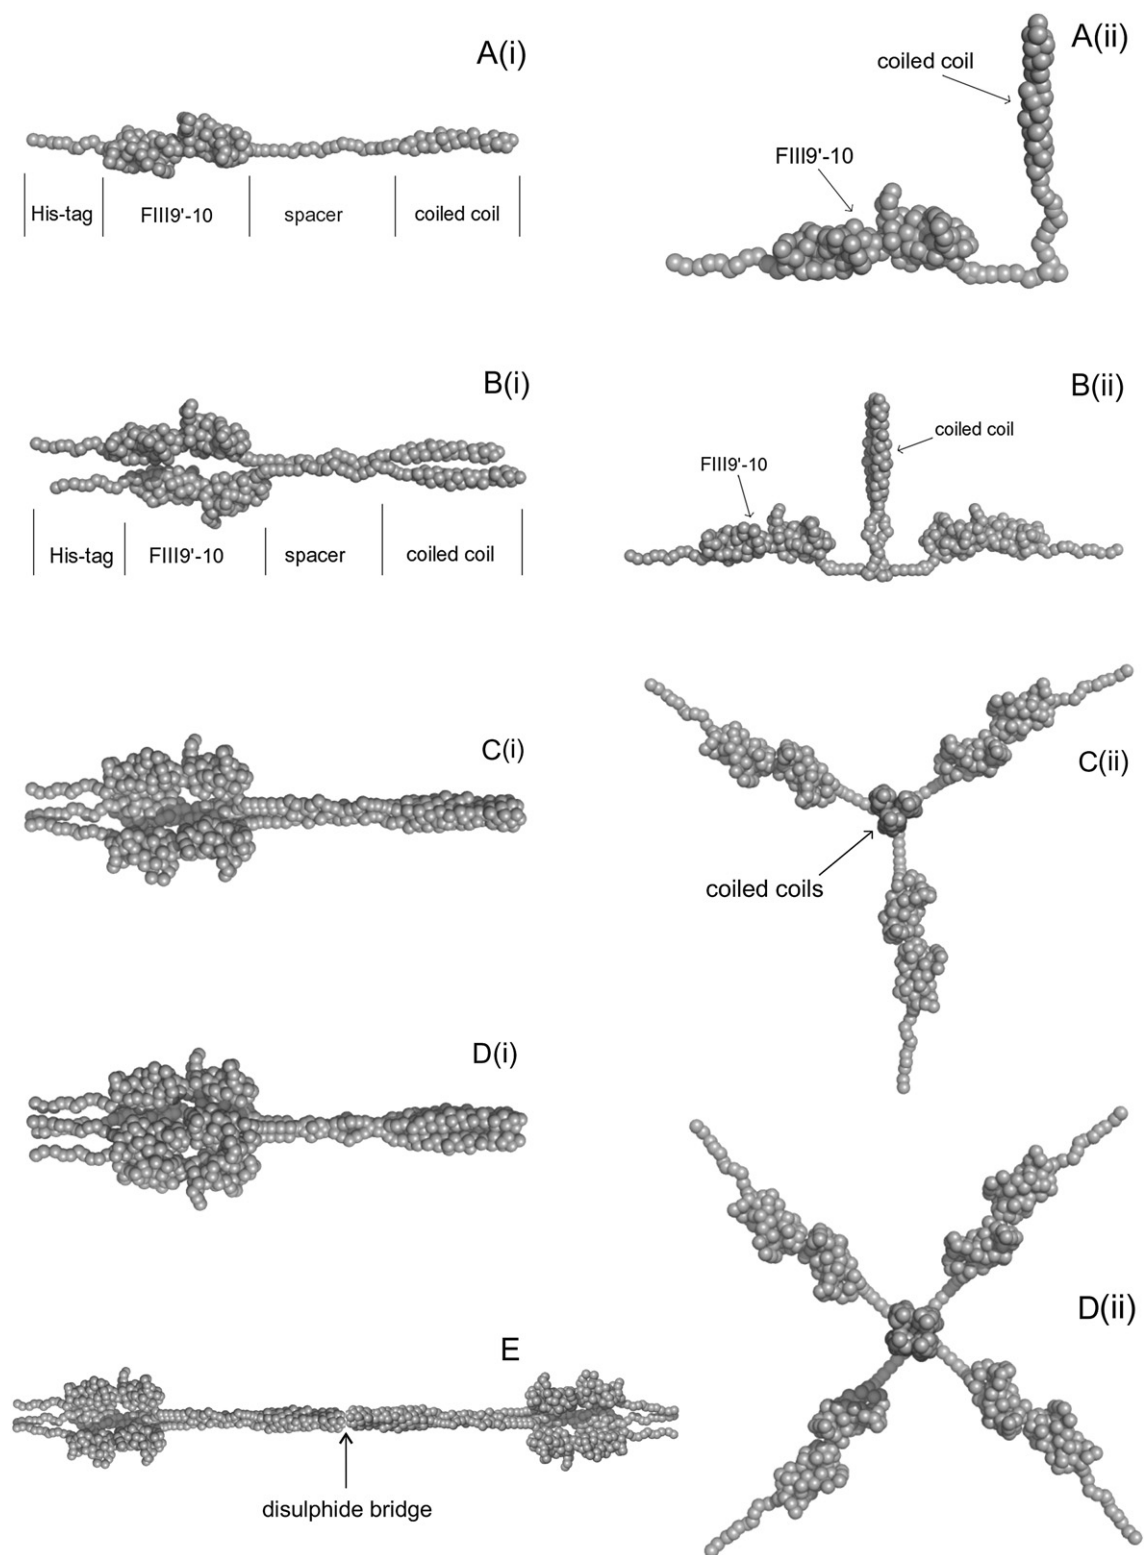 A(i)
His-tag FIII9'-10 spacer coiled coil
A(ii)
coiled coil
FIII9'-10
B(i)
His-tag FIII9'-10 spacer coiled coil
B(ii)
coiled coil
FIII9'-10
C(i)
C(ii)
coiled coils
D(i)
D(ii)
E
disulphide bridge